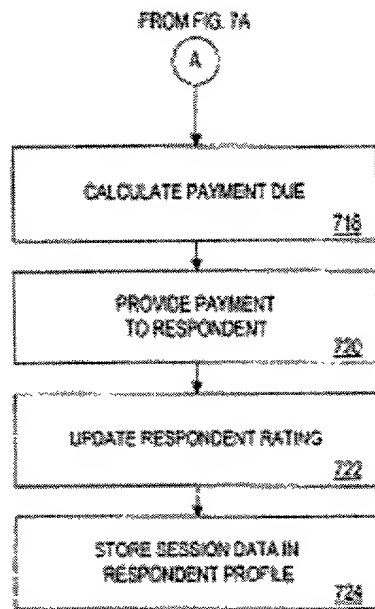 FROM FIG. 7A
A
CALCULATE PAYMENT DUE
718
PROVIDE PAYMENT
TO RESPONDENT
720
UPDATE RESPONDENT RATING
722
STORE SESSION DATA IN
RESPONDENT PROFILE
724